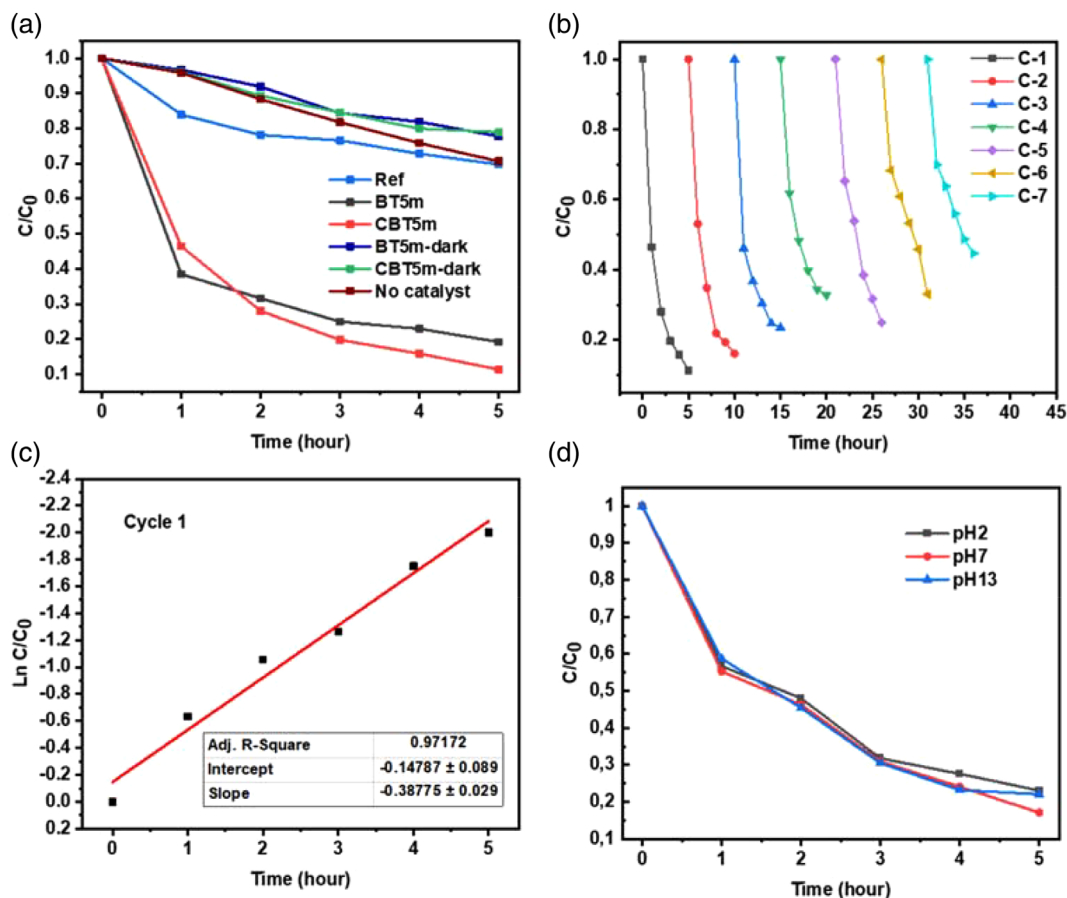 (a)
1.0
0.9
0.8
0.7
0.6
0.5
0.4
0.3
0.2
0.1
C/C0
Ref
BT5m
CBT5m
BT5m-dark
CBT5m-dark
No catalyst
0 1 2 3 4 5
Time (hour)
(b)
1.0
0.8
0.6
0.4
0.2
C/C0
C-1
C-2
C-3
C-4
C-5
C-6
C-7
0 5 10 15 20 25 30 35 40 45
Time (hour)
(c)
-2.4
-2.2
-2.0
-1.8
-1.6
-1.4
-1.2
-1.0
-0.8
-0.6
-0.4
-0.2
0.0
0.2
Ln C/C0
Cycle 1
Adj. R-Square 0.97172
Intercept -0.14787 ± 0.089
Slope -0.38775 ± 0.029
0 1 2 3 4 5
Time (hour)
(d)
1
0,9
0,8
0,7
0,6
0,5
0,4
0,3
0,2
0,1
C/C0
pH2
pH7
pH13
0 1 2 3 4 5
Time (hour)